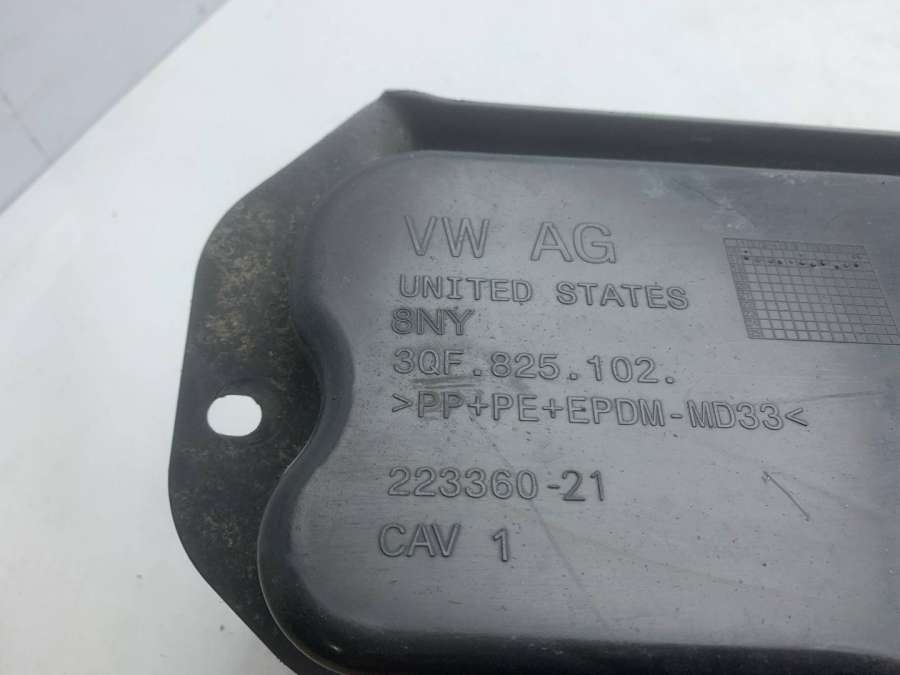 VW AG
UNITED STATES
8NY
3QF.825.102.
>PP+PE+EPDM-MD33<
223360-21
CAV 1